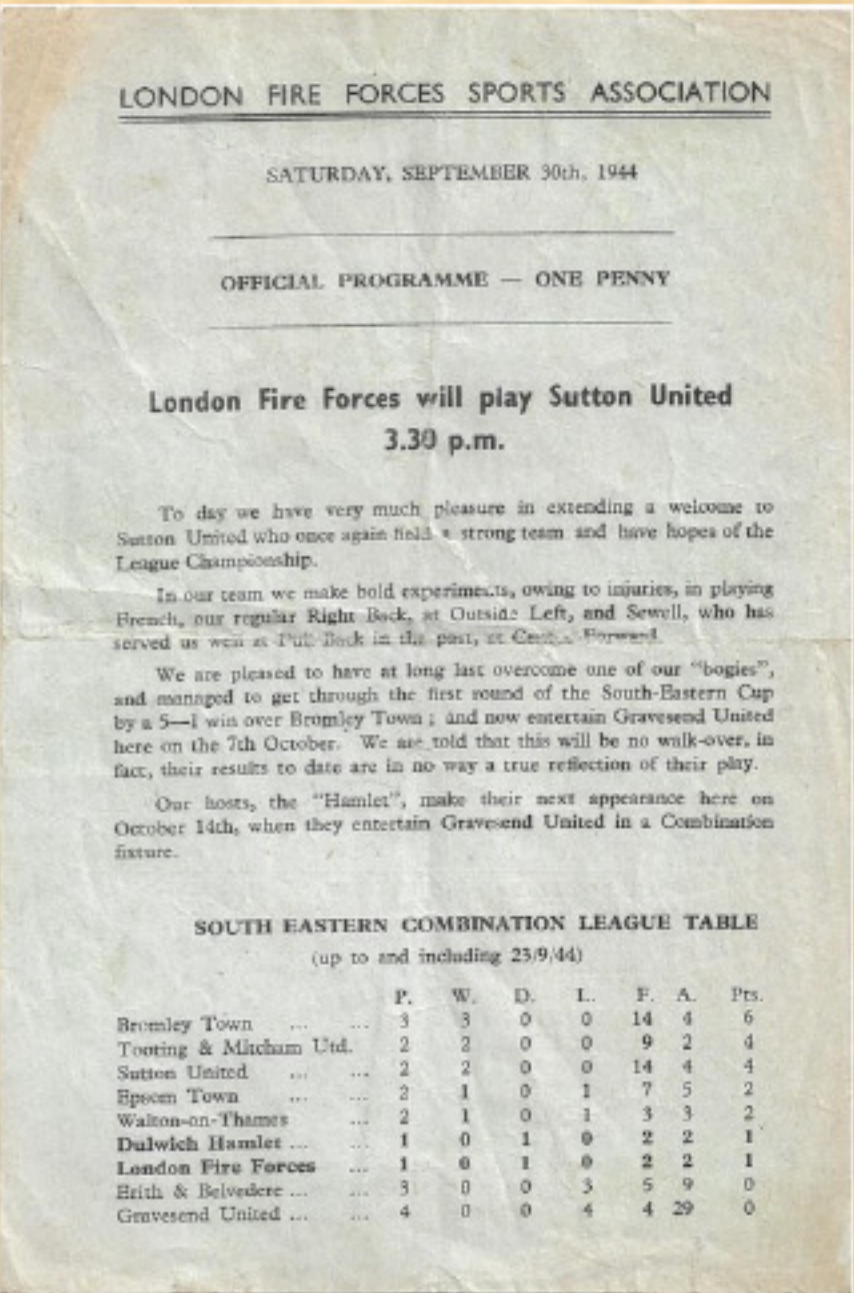 LONDON FIRE FORCES SPORTS ASSOCIATION
SATURDAY, SEPTEMBER 30th, 1944
OFFICIAL PROGRAMME — ONE PENNY
London Fire Forces will play Sutton United
3.30 p.m.
To day we have very much pleasure in extending a welcome to
Sutton United who once again field a strong team and have hopes of the
League Championship.
In our team we make bold experiments, owing to injuries, in playing
French, our regular Right Back, at Outside Left, and Sewell, who has
served us well at Full Back in the past, at Centre Forward.
We are pleased to have at long last overcome one of our "bogies",
and managed to get through the first round of the South-Eastern Cup
by a 5—1 win over Bromley Town ; and now entertain Gravesend United
here on the 7th October. We are told that this will be no walk-over, in
fact, their results to date are in no way a true reflection of their play.
Our hosts, the "Hamlet", make their next appearance here on
October 14th, when they entertain Gravesend United in a Combination
fixture.
SOUTH EASTERN COMBINATION LEAGUE TABLE
(up to and including 23/9/44)
P. W. D. L. F. A. Pts.
Bromley Town ... ... 3 3 0 0 14 4 6
Tooting & Mitcham Utd. 2 2 0 0 9 2 4
Sutton United ... ... 2 2 0 0 14 4 4
Epsom Town ... ... 2 1 0 1 7 5 2
Walton-on-Thames ... 2 1 0 1 3 3 2
Dulwich Hamlet ... ... 1 0 1 0 2 2 1
London Fire Forces ... 1 0 1 0 2 2 1
Erith & Belvedere ... ... 3 0 0 3 5 9 0
Gravesend United ... ... 4 0 0 4 4 29 0